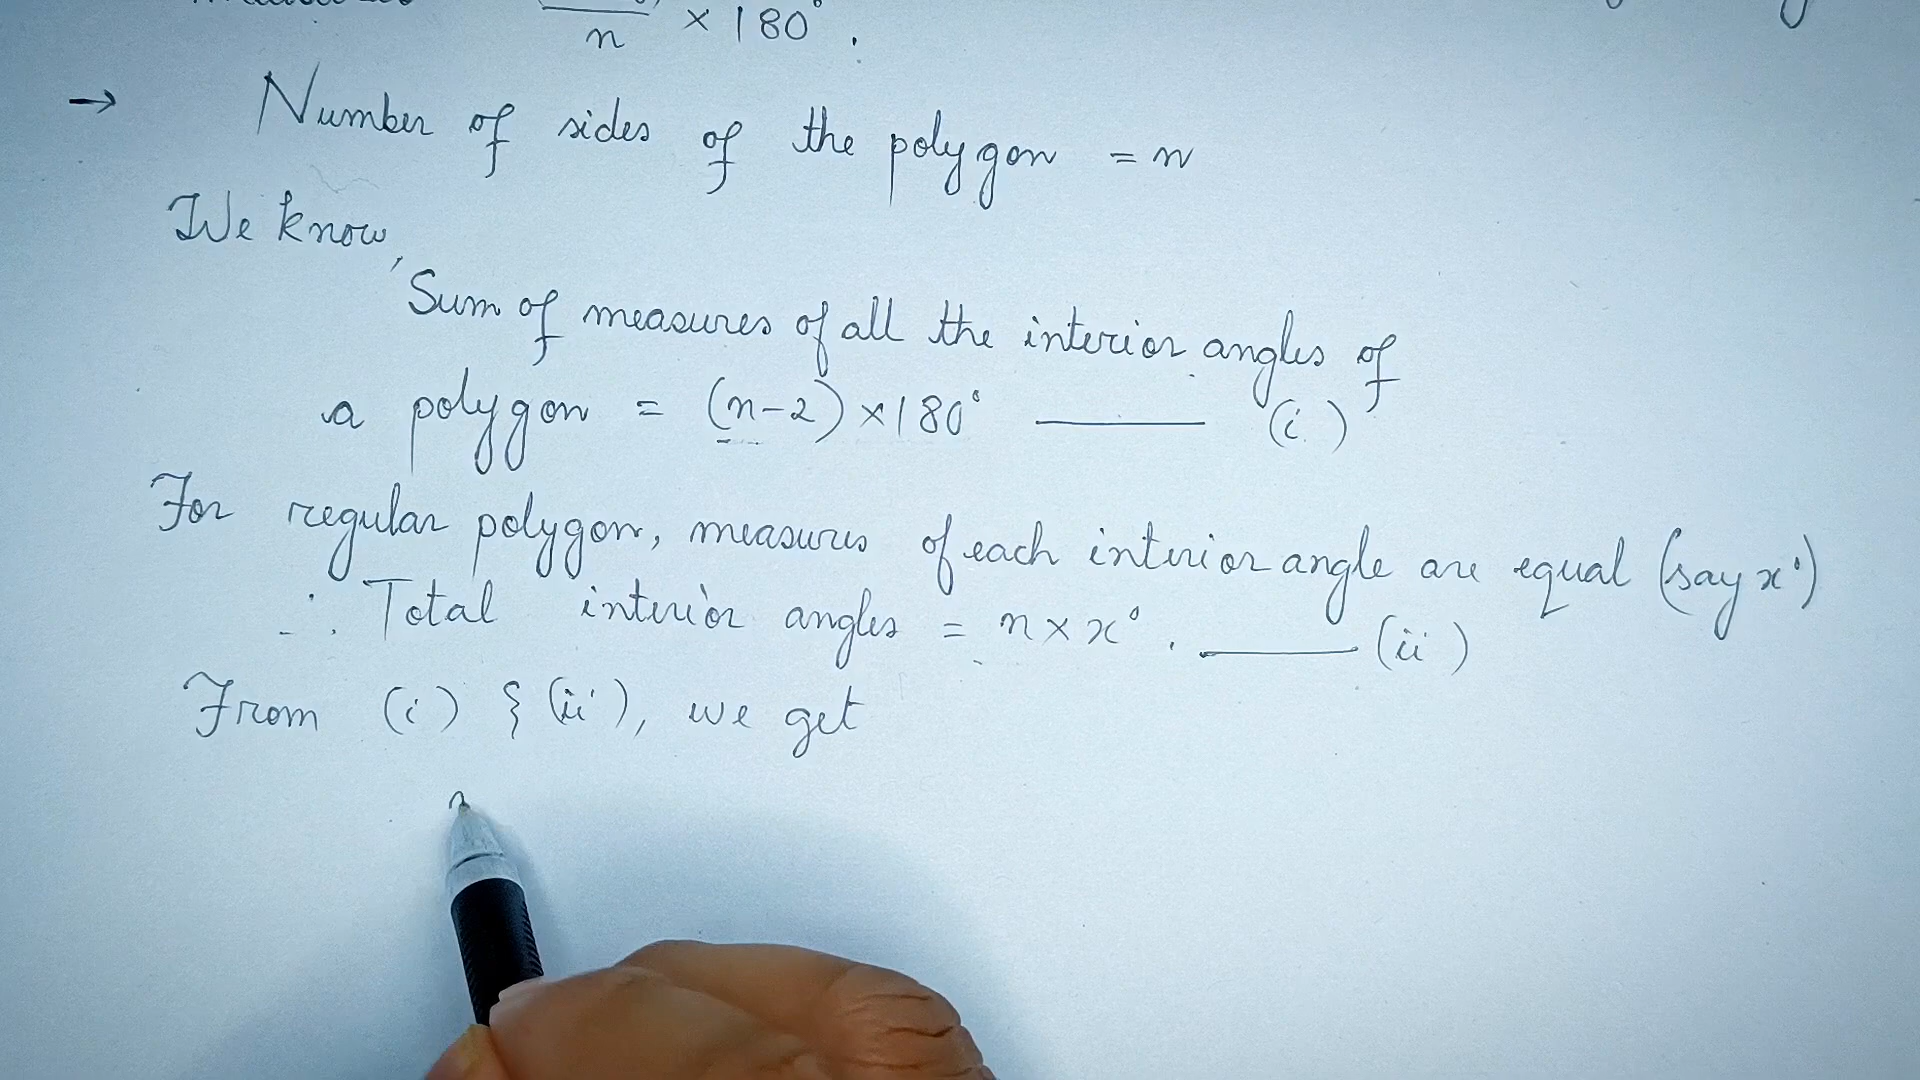 n × 180°.
→ Number of sides of the polygon = n
We know,
Sum of measures of all the interior angles of
a polygon = (n-2) × 180° ——— (i)
For regular polygon, measures of each interior angle are equal (say x°)
∴ Total interior angles = n × x°. ——— (ii)
From (i) & (ii), we get